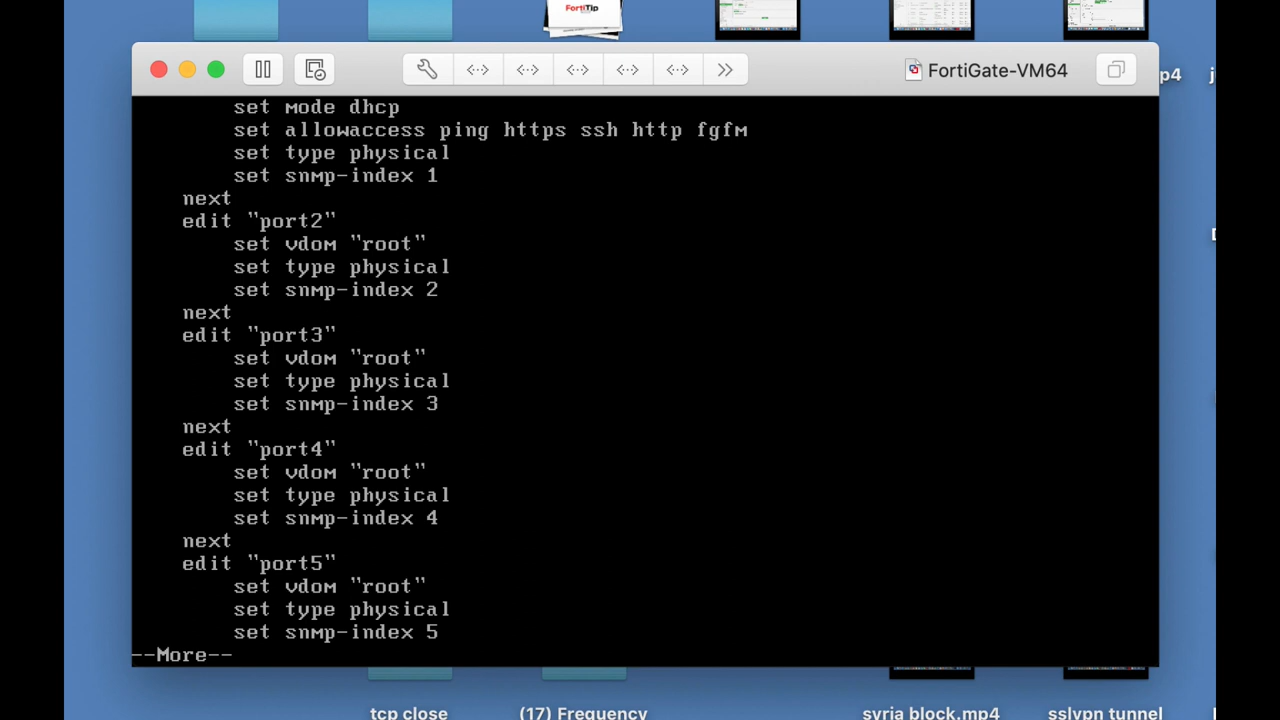 FortiTip
FortiGate-VM64
p4
set mode dhcp
set allowaccess ping https ssh http fgfm
set type physical
set snmp-index 1
next
edit "port2"
set vdom "root"
set type physical
set snmp-index 2
next
edit "port3"
set vdom "root"
set type physical
set snmp-index 3
next
edit "port4"
set vdom "root"
set type physical
set snmp-index 4
next
edit "port5"
set vdom "root"
set type physical
set snmp-index 5
--More--
tcp close
(17) Frequency
syria block.mp4
sslvpn tunnel